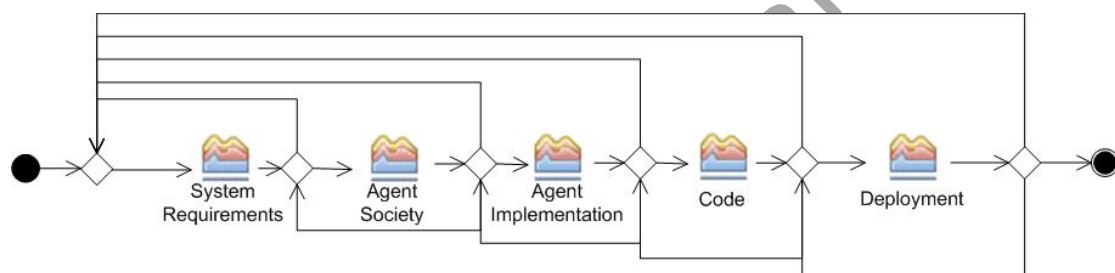 System
Requirements
Agent
Society
Agent
Implementation
Code
Deployment